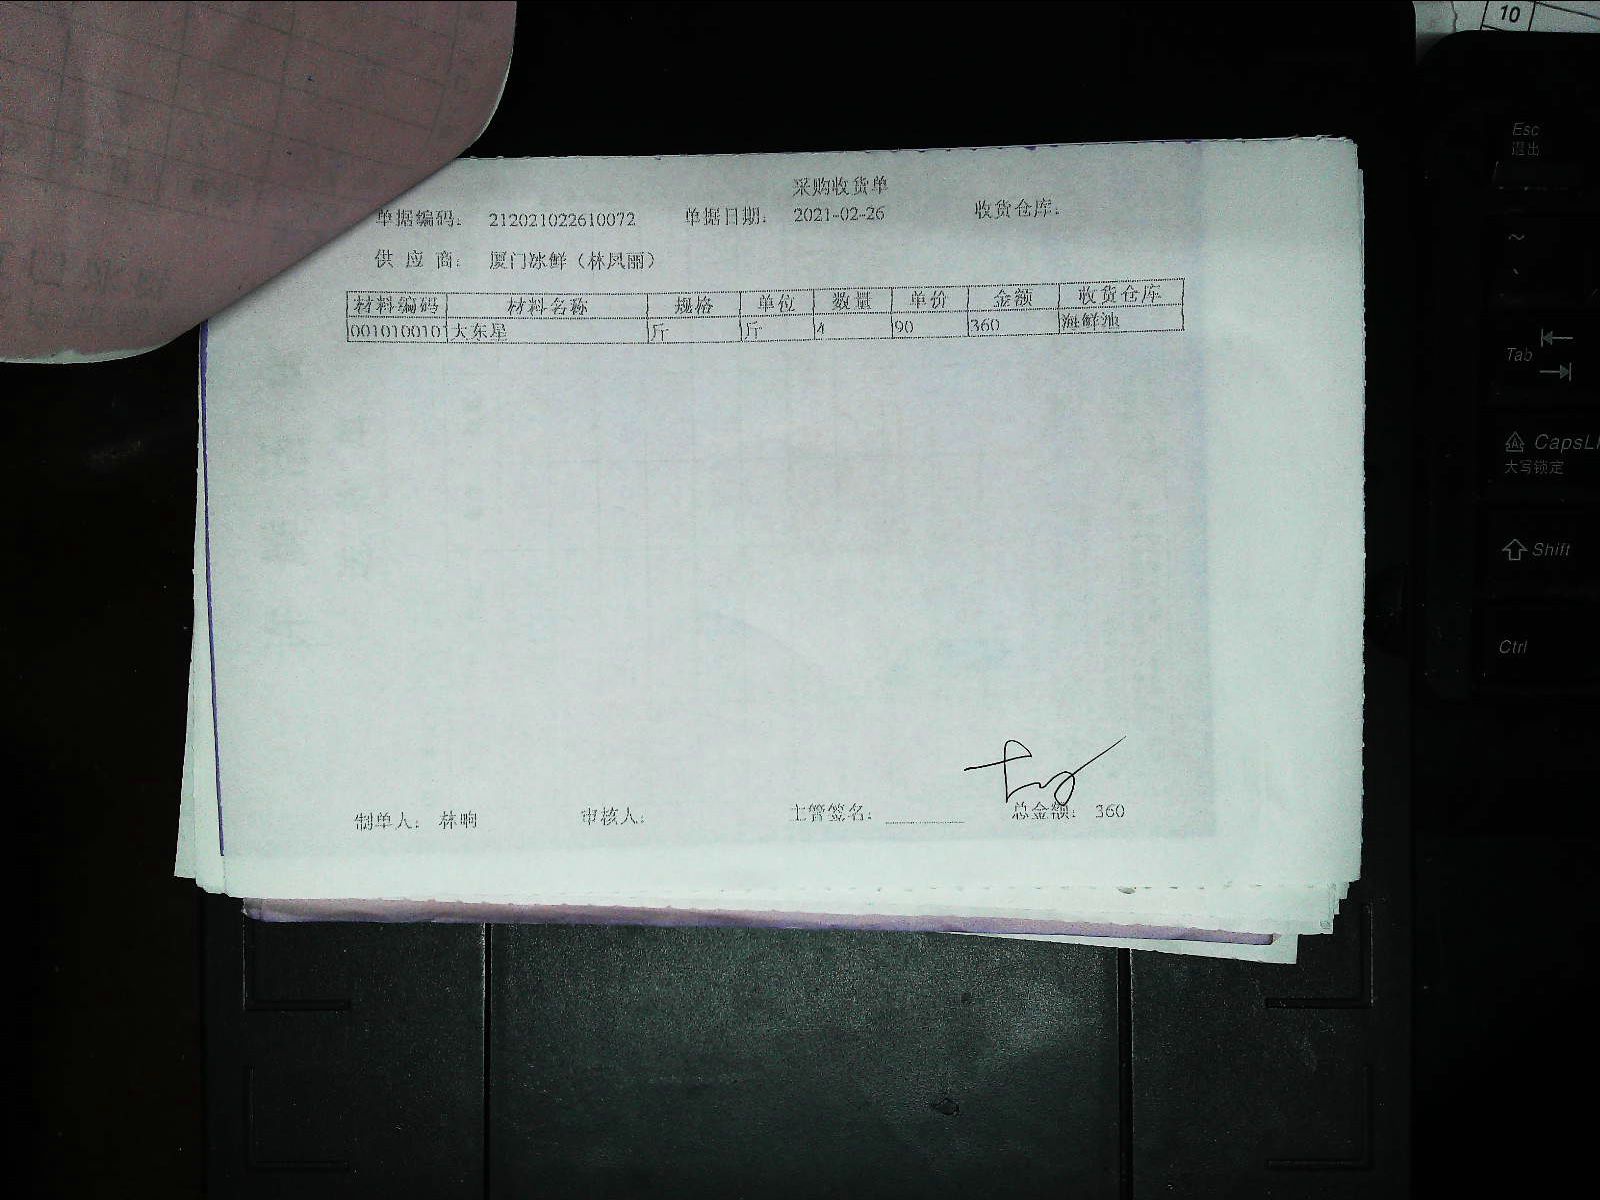 10
采购收货单
单据编码： 212021022610072 单据日期： 2021-02-26 收货仓库：
供 应 商： 厦门冰鲜（林凤丽）
材料编码 材料名称 规格 单位 数量 单价 金额 收货仓库
0010100101 大东星 斤 斤 4 90 360 海鲜池
制单人： 林响 审核人： 主管签名： 总金额： 360
Esc
退出
~
、
Tab
CapsL
大写锁定
Shift
Ctrl